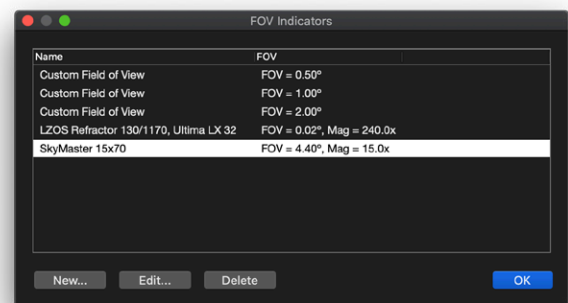 FOV Indicators
Name FOV
Custom Field of View FOV = 0.50º
Custom Field of View FOV = 1.00º
Custom Field of View FOV = 2.00º
LZOS Refractor 130/1170, Ultima LX 32 FOV = 0.02º, Mag = 240.0x
SkyMaster 15x70 FOV = 4.40º, Mag = 15.0x
New... Edit... Delete OK